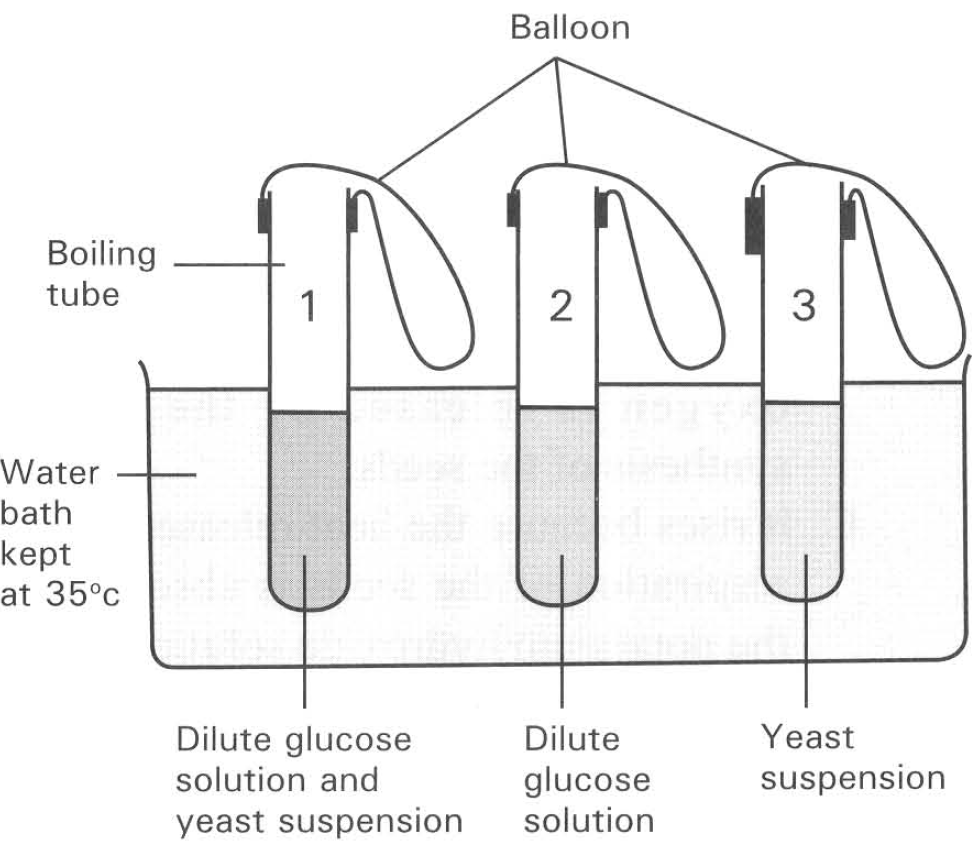 Balloon
Boiling
tube
1
2
3
Water
bath
kept
at 35ºc
Dilute glucose
solution and
yeast suspension
Dilute
glucose
solution
Yeast
suspension